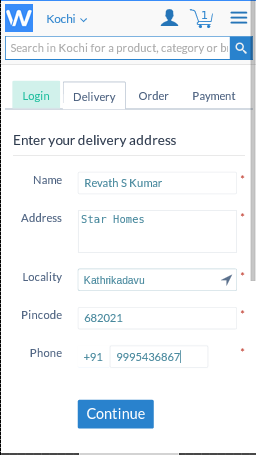 W Kochi 1
Search in Kochi for a product, category or b
Login Delivery Order Payment
Enter your delivery address
Name Revath S Kumar *
Address Star Homes *
Locality Kathrikadavu *
Pincode 682021 *
Phone +91 9995436867 *
Continue